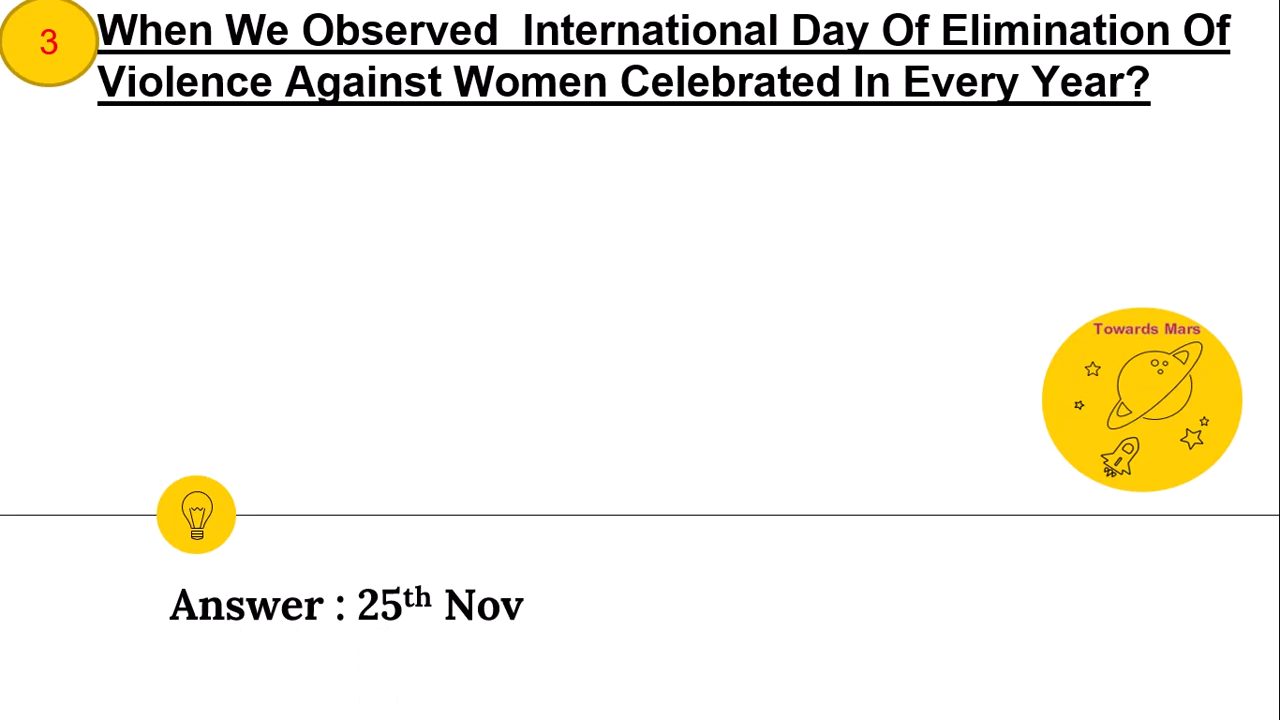 3
When We Observed  International Day Of Elimination Of
Violence Against Women Celebrated In Every Year?
Towards Mars
Answer : 25th Nov